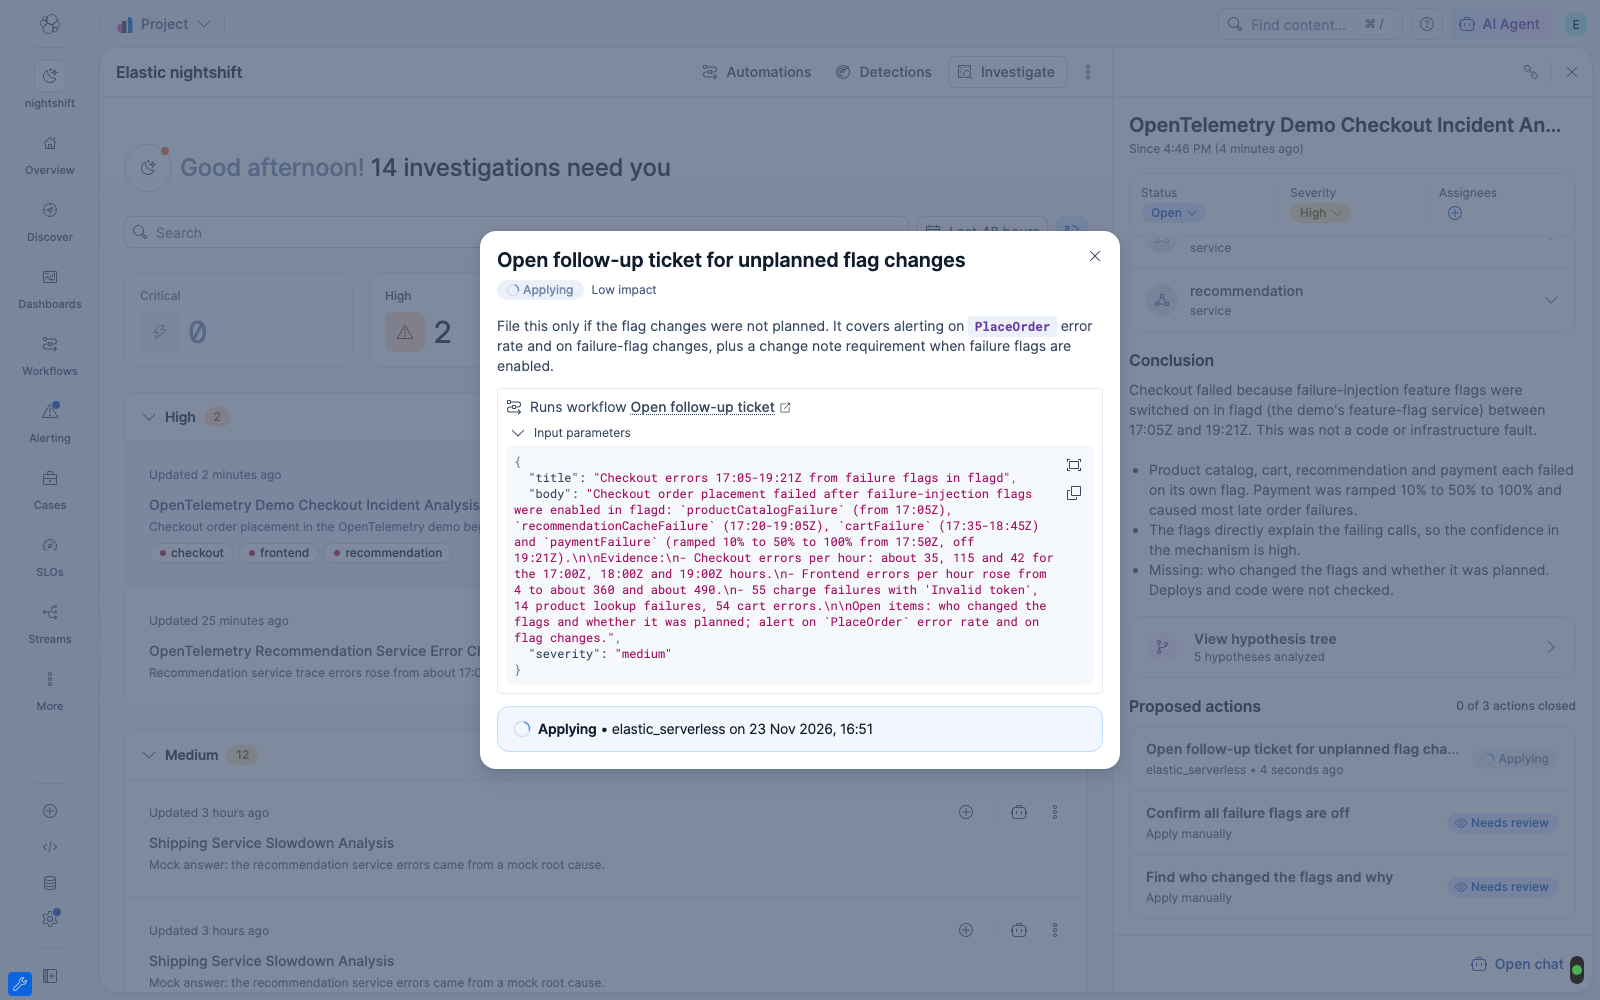 Project
Find content...
⌘ /
AI Agent
E
nightshift
Overview
Discover
Dashboards
Workflows
Alerting
Cases
SLOs
Streams
More
Elastic nightshift
Automations
Detections
Investigate
Good afternoon! 14 investigations need you
Search
Last 48 hours
Critical
0
High
2
High 2
Updated 2 minutes ago
OpenTelemetry Demo Checkout Incident Analysis
Checkout order placement in the OpenTelemetry demo beg
checkout
frontend
recommendation
Updated 25 minutes ago
OpenTelemetry Recommendation Service Error Ch
Recommendation service trace errors rose from about 17:0
Medium 12
Updated 3 hours ago
Shipping Service Slowdown Analysis
Mock answer: the recommendation service errors came from a mock root cause.
Updated 3 hours ago
Shipping Service Slowdown Analysis
Mock answer: the recommendation service errors came from a mock root cause.
Open follow-up ticket for unplanned flag changes
Applying Low impact
File this only if the flag changes were not planned. It covers alerting on PlaceOrder error
rate and on failure-flag changes, plus a change note requirement when failure flags are
enabled.
Runs workflow Open follow-up ticket
Input parameters
{
"title": "Checkout errors 17:05-19:21Z from failure flags in flagd",
"body": "Checkout order placement failed after failure-injection flags
were enabled in flagd: `productCatalogFailure` (from 17:05Z),
`recommendationCacheFailure` (17:20-19:05Z), `cartFailure` (17:35-18:45Z)
and `paymentFailure` (ramped 10% to 50% to 100% from 17:50Z, off
19:21Z).\n\nEvidence:\n- Checkout errors per hour: about 35, 115 and 42 for
the 17:00Z, 18:00Z and 19:00Z hours.\n- Frontend errors per hour rose from
4 to about 360 and about 490.\n- 55 charge failures with 'Invalid token',
14 product lookup failures, 54 cart errors.\n\nOpen items: who changed the
flags and whether it was planned; alert on `PlaceOrder` error rate and on
flag changes.",
"severity": "medium"
}
Applying • elastic_serverless on 23 Nov 2026, 16:51
OpenTelemetry Demo Checkout Incident An...
Since 4:46 PM (4 minutes ago)
Status
Open
Severity
High
Assignees
service
recommendation
service
Conclusion
Checkout failed because failure-injection feature flags were
switched on in flagd (the demo's feature-flag service) between
17:05Z and 19:21Z. This was not a code or infrastructure fault.
• Product catalog, cart, recommendation and payment each failed
on its own flag. Payment was ramped 10% to 50% to 100% and
caused most late order failures.
• The flags directly explain the failing calls, so the confidence in
the mechanism is high.
• Missing: who changed the flags and whether it was planned.
Deploys and code were not checked.
View hypothesis tree
5 hypotheses analyzed
Proposed actions
0 of 3 actions closed
Open follow-up ticket for unplanned flag cha...
elastic_serverless • 4 seconds ago
Applying
Confirm all failure flags are off
Apply manually
Needs review
Find who changed the flags and why
Apply manually
Needs review
Open chat